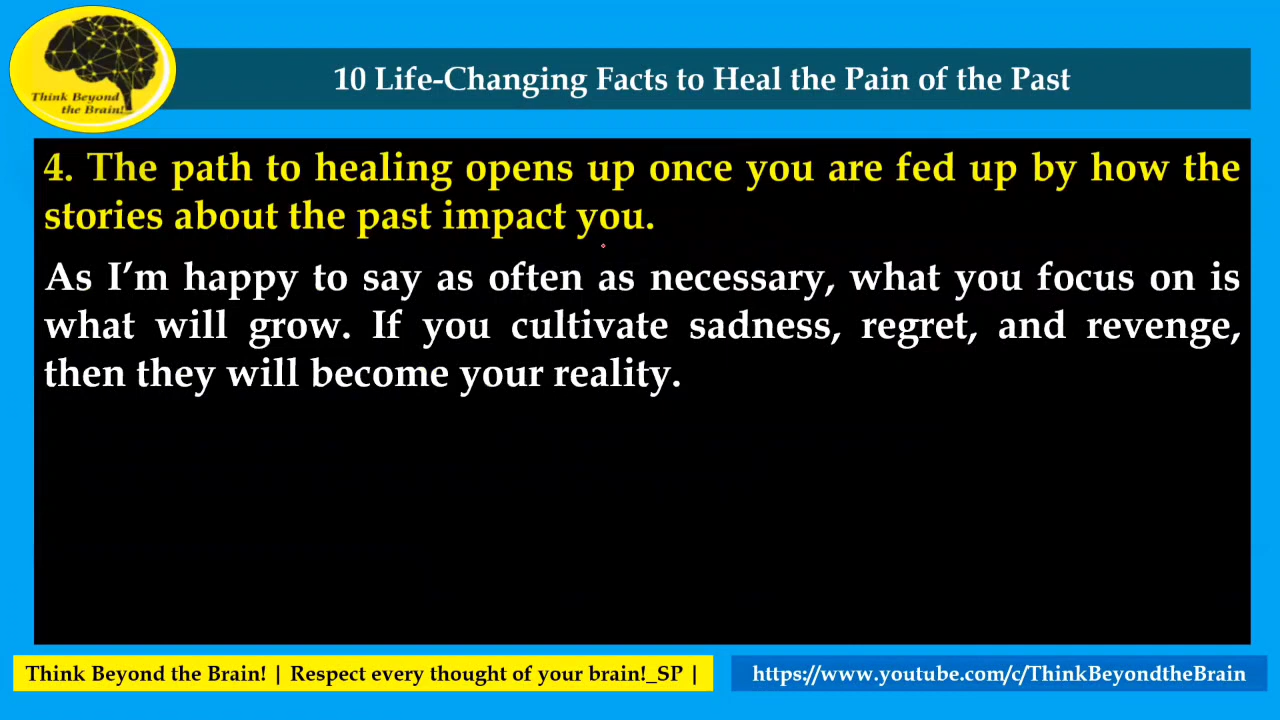 Think Beyond
the Brain!
10 Life-Changing Facts to Heal the Pain of the Past
4. The path to healing opens up once you are fed up by how the
stories about the past impact you.
As I’m happy to say as often as necessary, what you focus on is
what will grow. If you cultivate sadness, regret, and revenge,
then they will become your reality.
Think Beyond the Brain! | Respect every thought of your brain!_SP |
https://www.youtube.com/c/ThinkBeyondtheBrain